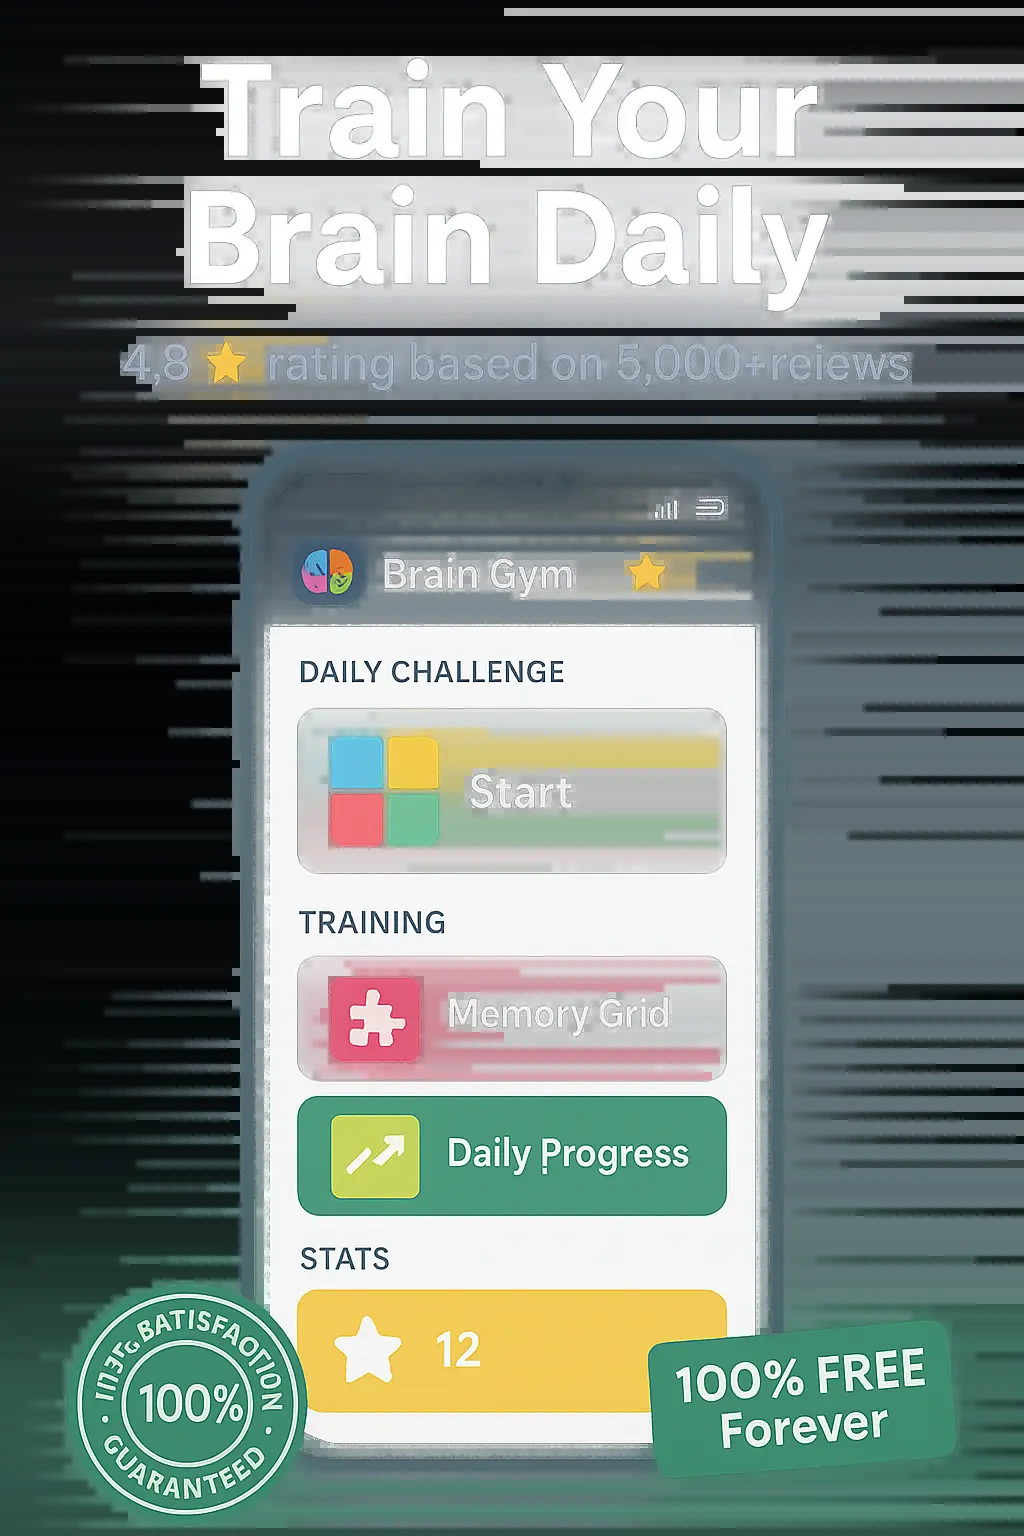 Train Your
Brain Daily
4,8 ★ rating based on 5,000+reiews
Brain Gym
DAILY CHALLENGE
Start
TRAINING
Memory Grid
Daily Progress
STATS
12
BATISFAOTION
100%
GUARANTEED
100% FREE
Forever